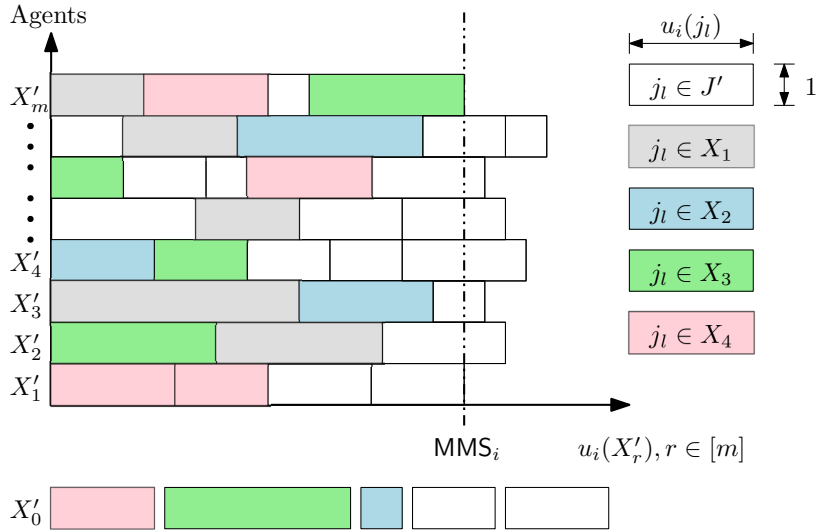 Agents
u_i(j_l)
X'_m
j_l ∈ J'
1
j_l ∈ X_1
j_l ∈ X_2
X'_4
j_l ∈ X_3
X'_3
X'_2
j_l ∈ X_4
X'_1
MMS_i
u_i(X'_r), r ∈ [m]
X'_0